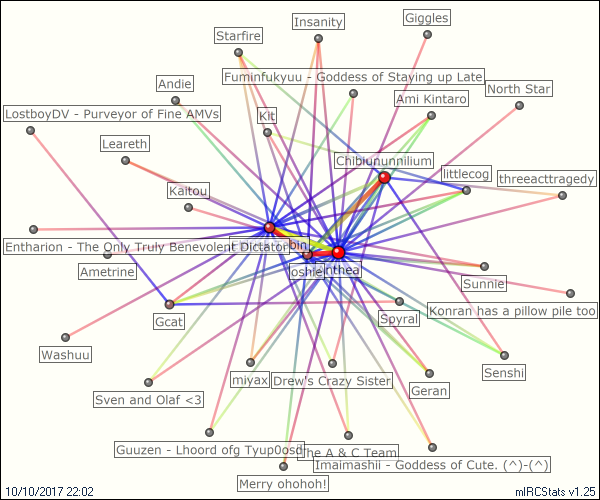 Giggles
Insanity
Starfire
Fuminfukyuu - Goddess of Staying up Late
Andie
North Star
Ami Kintaro
LostboyDV - Purveyor of Fine AMVs
Kit
Leareth
Chibiununnilium
littlecog
threeacttragedy
Kaitou
Entharion - The Only Truly Benevolent Dictator
bin
Ametrine
oshie
nthea
Sunnie
Konran has a pillow pile too
Gcat
Spyral
Washuu
Senshi
miyax
Drew's Crazy Sister
Geran
Sven and Olaf <3
Guuzen - Lhoord ofg Tyup0osd
The A & C Team
Imaimashii - Goddess of Cute. (^)-(^)
Merry ohohoh!
10/10/2017 22:02
mIRCStats v1.25